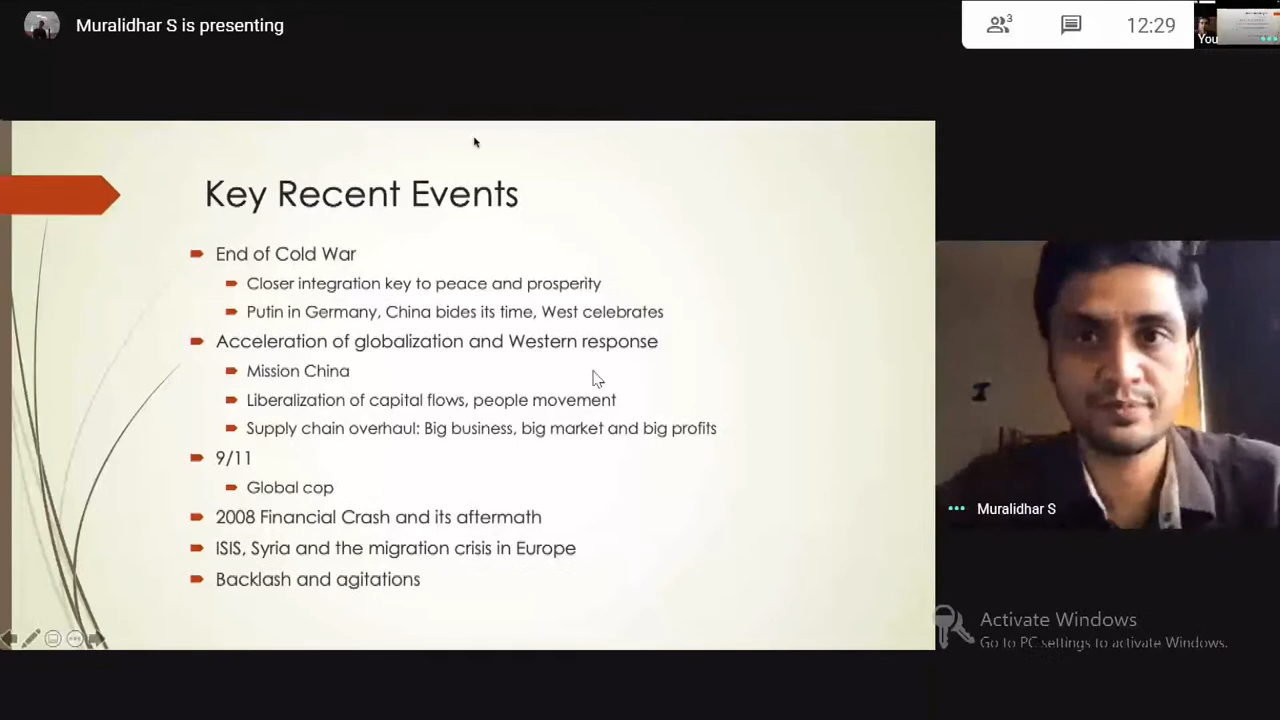 Muralidhar S is presenting
3
12:29
You
Key Recent Events
End of Cold War
Closer integration key to peace and prosperity
Putin in Germany, China bides its time, West celebrates
Acceleration of globalization and Western response
Mission China
Liberalization of capital flows, people movement
Supply chain overhaul: Big business, big market and big profits
9/11
Global cop
2008 Financial Crash and its aftermath
ISIS, Syria and the migration crisis in Europe
Backlash and agitations
Muralidhar S
Activate Windows
Go to PC settings to activate Windows.